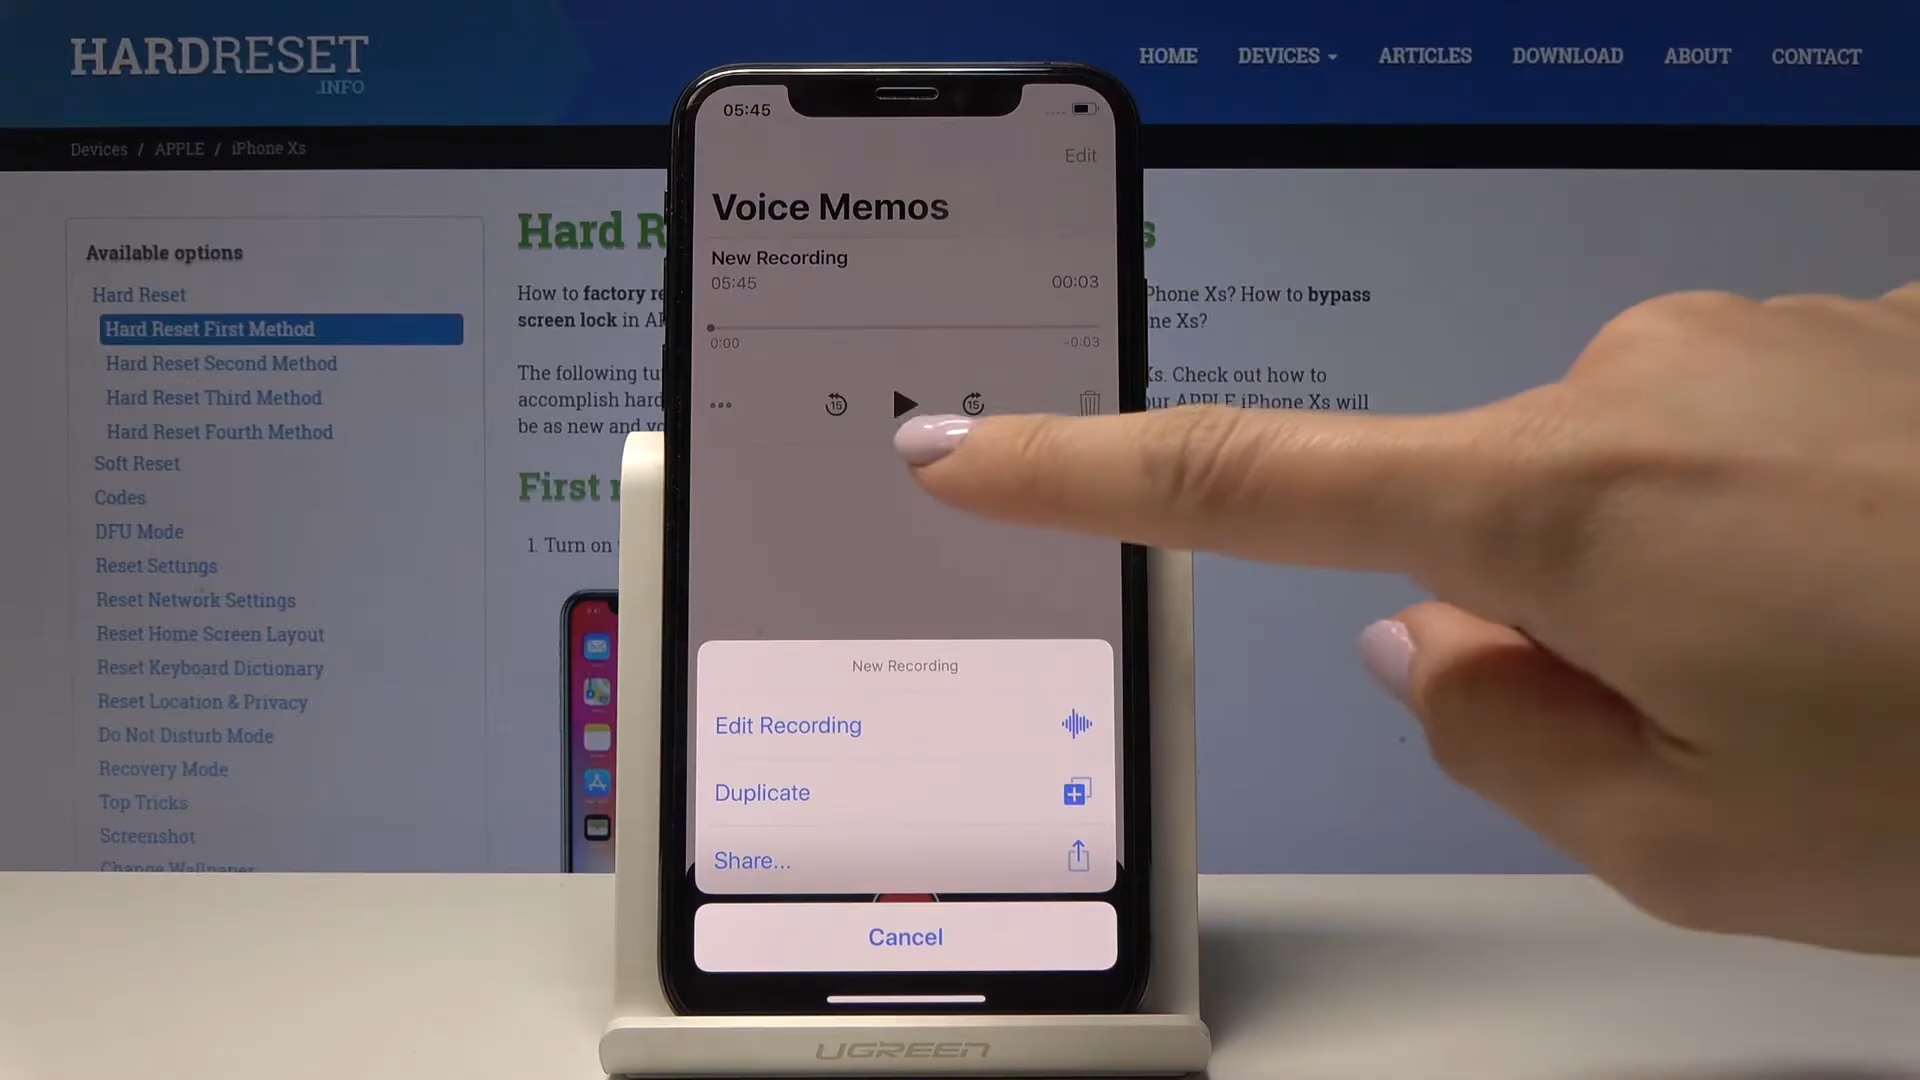 HARDRESET
.INFO
HOME DEVICES ARTICLES DOWNLOAD ABOUT CONTACT
Devices / APPLE / iPhone Xs
Available options
Hard Reset
Hard Reset First Method
Hard Reset Second Method
Hard Reset Third Method
Hard Reset Fourth Method
Soft Reset
Codes
DFU Mode
Reset Settings
Reset Network Settings
Reset Home Screen Layout
Reset Keyboard Dictionary
Reset Location & Privacy
Do Not Disturb Mode
Recovery Mode
Top Tricks
Screenshot
Change Wallpaper
Hard R
How to factory re
screen lock in
The following tu
accomplish hard
be as new and yo
First
1. Turn on
iPhone Xs? How to bypass
ne Xs?
Xs. Check out how to
our APPLE iPhone Xs will
05:45
Edit
Voice Memos
New Recording
05:45 00:03
0:00 -0:03
15 15
New Recording
Edit Recording
Duplicate
Share...
Cancel
UGREEN